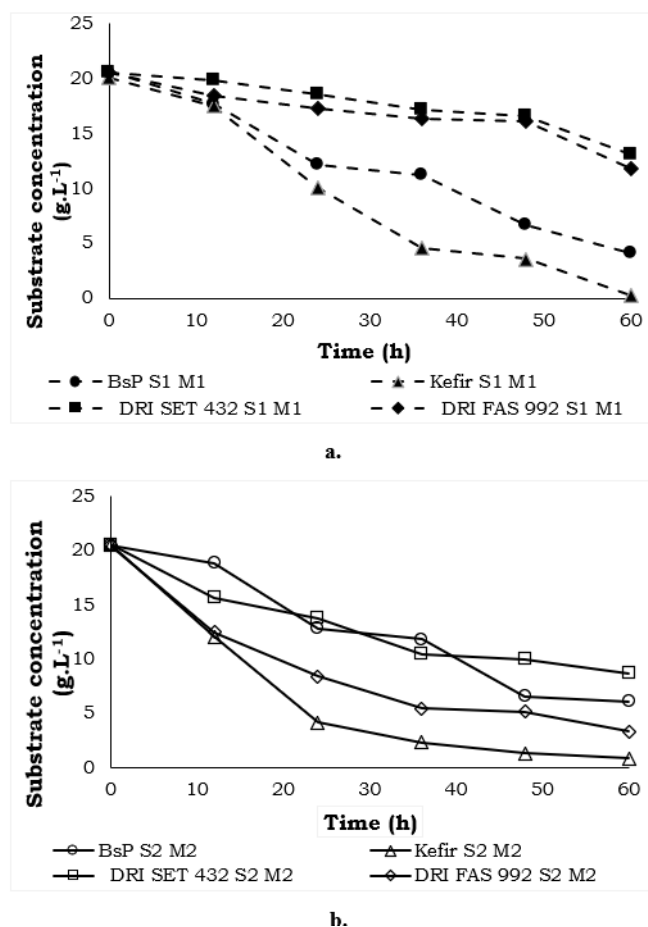 Substrate concentration
(g.L⁻¹)
25
20
15
10
5
0
0 10 20 30 40 50 60
Time (h)
BsP S1 M1 Kefir S1 M1
DRI SET 432 S1 M1 DRI FAS 992 S1 M1
a.
Substrate concentration
(g.L⁻¹)
25
20
15
10
5
0
0 10 20 30 40 50 60
Time (h)
BsP S2 M2 Kefir S2 M2
DRI SET 432 S2 M2 DRI FAS 992 S2 M2
b.